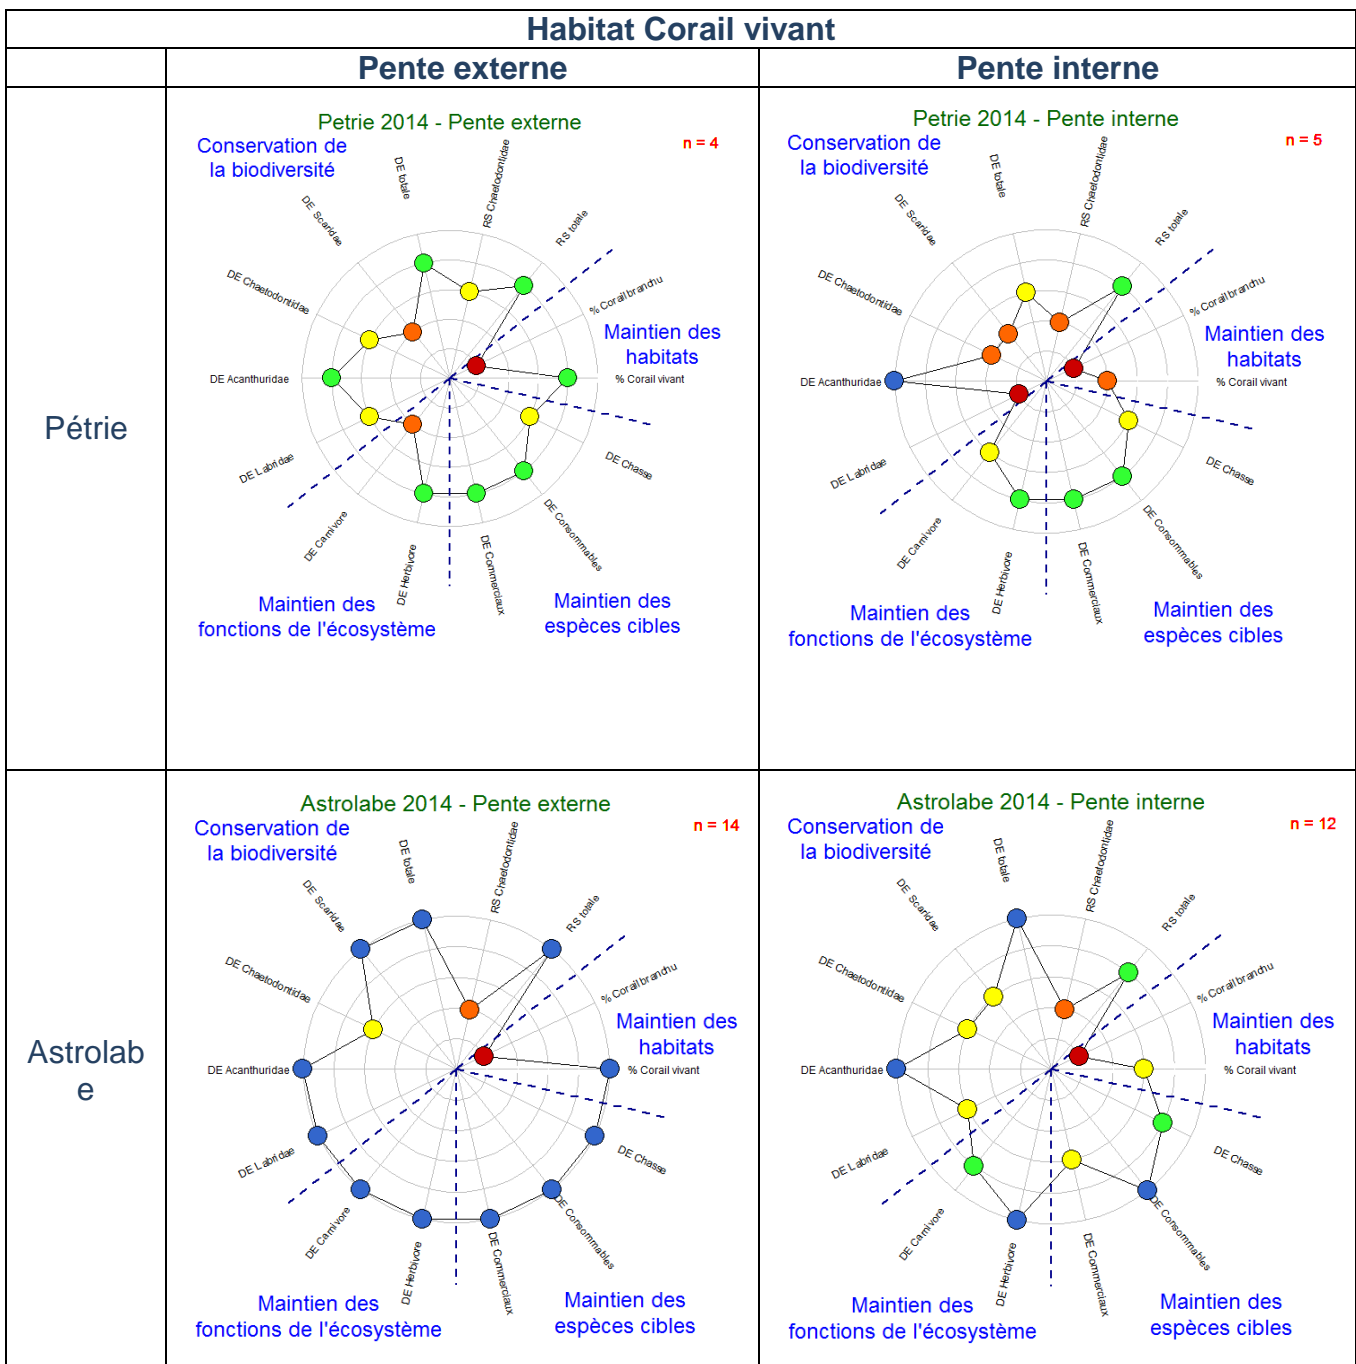 Habitat Corail vivant
Pente externe
Pente interne
Pétrie
Petrie 2014 - Pente externe
n = 4
Conservation de
la biodiversité
DE totale
RS Chaetodontidae
RS totale
% Corail branchu
Maintien des
habitats
% Corail vivant
DE Chasse
DE Consommables
DE Commerciaux
Maintien des
espèces cibles
DE Herbivore
DE Carnivore
Maintien des
fonctions de l'écosystème
DE Labridae
DE Acanthuridae
DE Chaetodontidae
DE Scaridae
Petrie 2014 - Pente interne
n = 5
Conservation de
la biodiversité
DE totale
RS Chaetodontidae
RS totale
% Corail branchu
Maintien des
habitats
% Corail vivant
DE Chasse
DE Consommables
DE Commerciaux
Maintien des
espèces cibles
DE Herbivore
DE Carnivore
Maintien des
fonctions de l'écosystème
DE Labridae
DE Acanthuridae
DE Chaetodontidae
DE Scaridae
Astrolab
e
Astrolabe 2014 - Pente externe
n = 14
Conservation de
la biodiversité
DE totale
RS Chaetodontidae
RS totale
% Corail branchu
Maintien des
habitats
% Corail vivant
DE Chasse
DE Consommables
DE Commerciaux
Maintien des
espèces cibles
DE Herbivore
DE Carnivore
Maintien des
fonctions de l'écosystème
DE Labridae
DE Acanthuridae
DE Chaetodontidae
DE Scaridae
Astrolabe 2014 - Pente interne
n = 12
Conservation de
la biodiversité
DE totale
RS Chaetodontidae
RS totale
% Corail branchu
Maintien des
habitats
% Corail vivant
DE Chasse
DE Consommables
DE Commerciaux
Maintien des
espèces cibles
DE Herbivore
DE Carnivore
Maintien des
fonctions de l'écosystème
DE Labridae
DE Acanthuridae
DE Chaetodontidae
DE Scaridae